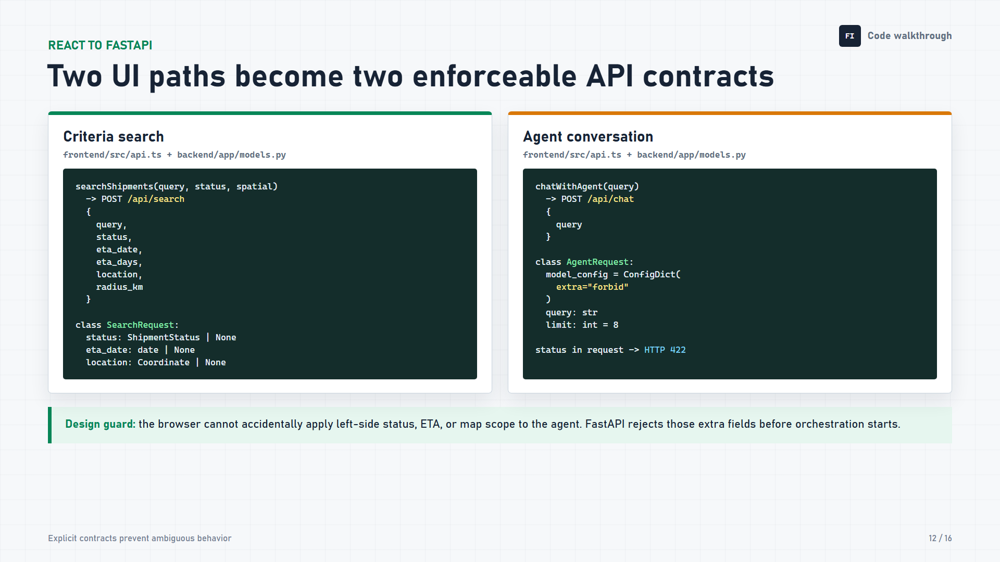 REACT TO FASTAPI
FI Code walkthrough
Two UI paths become two enforceable API contracts
Criteria search
frontend/src/api.ts + backend/app/models.py
searchShipments(query, status, spatial)
  -> POST /api/search
  {
    query,
    status,
    eta_date,
    eta_days,
    location,
    radius_km
  }
class SearchRequest:
  status: ShipmentStatus | None
  eta_date: date | None
  location: Coordinate | None
Agent conversation
frontend/src/api.ts + backend/app/models.py
chatWithAgent(query)
  -> POST /api/chat
  {
    query
  }
class AgentRequest:
  model_config = ConfigDict(
    extra="forbid"
  )
  query: str
  limit: int = 8
status in request -> HTTP 422
Design guard: the browser cannot accidentally apply left-side status, ETA, or map scope to the agent. FastAPI rejects those extra fields before orchestration starts.
Explicit contracts prevent ambiguous behavior
12 / 16